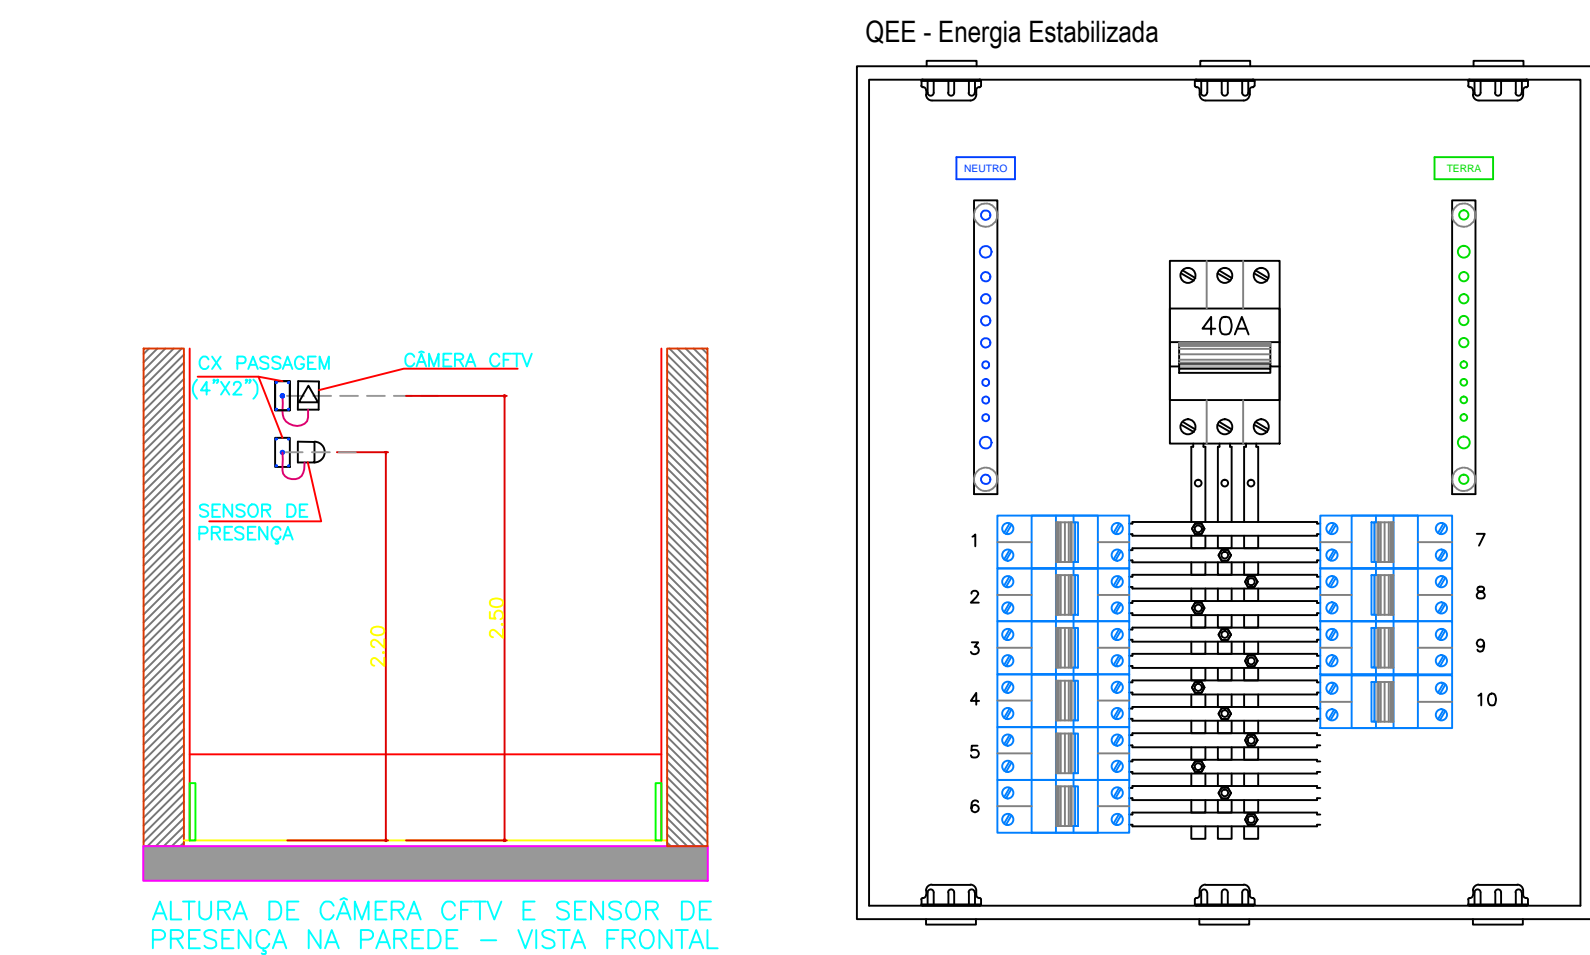 QEE - Energia Estabilizada
NEUTRO
TERRA
40A
1
2
3
4
5
6
7
8
9
10
CX PASSAGEM
(4"X2")
CÂMERA CFTV
SENSOR DE
PRESENÇA
2.20
2.50
ALTURA DE CÂMERA CFTV E SENSOR DE
PRESENÇA NA PAREDE – VISTA FRONTAL